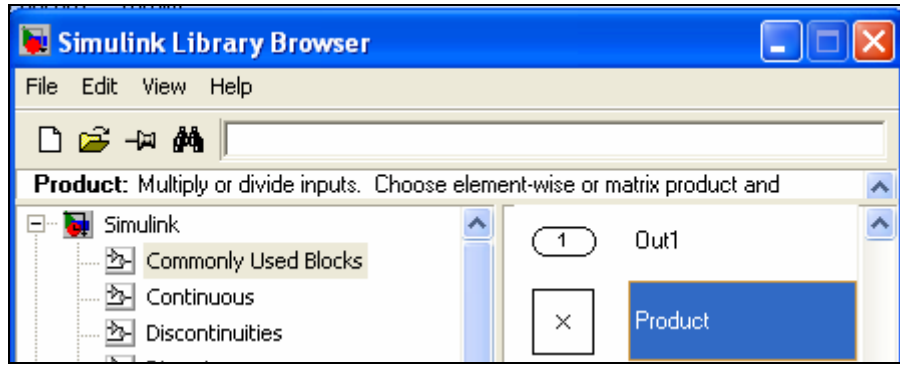 Simulink Library Browser
File Edit View Help
Product: Multiply or divide inputs. Choose element-wise or matrix product and
Simulink
Commonly Used Blocks
Continuous
Discontinuities
1 Out1
Product